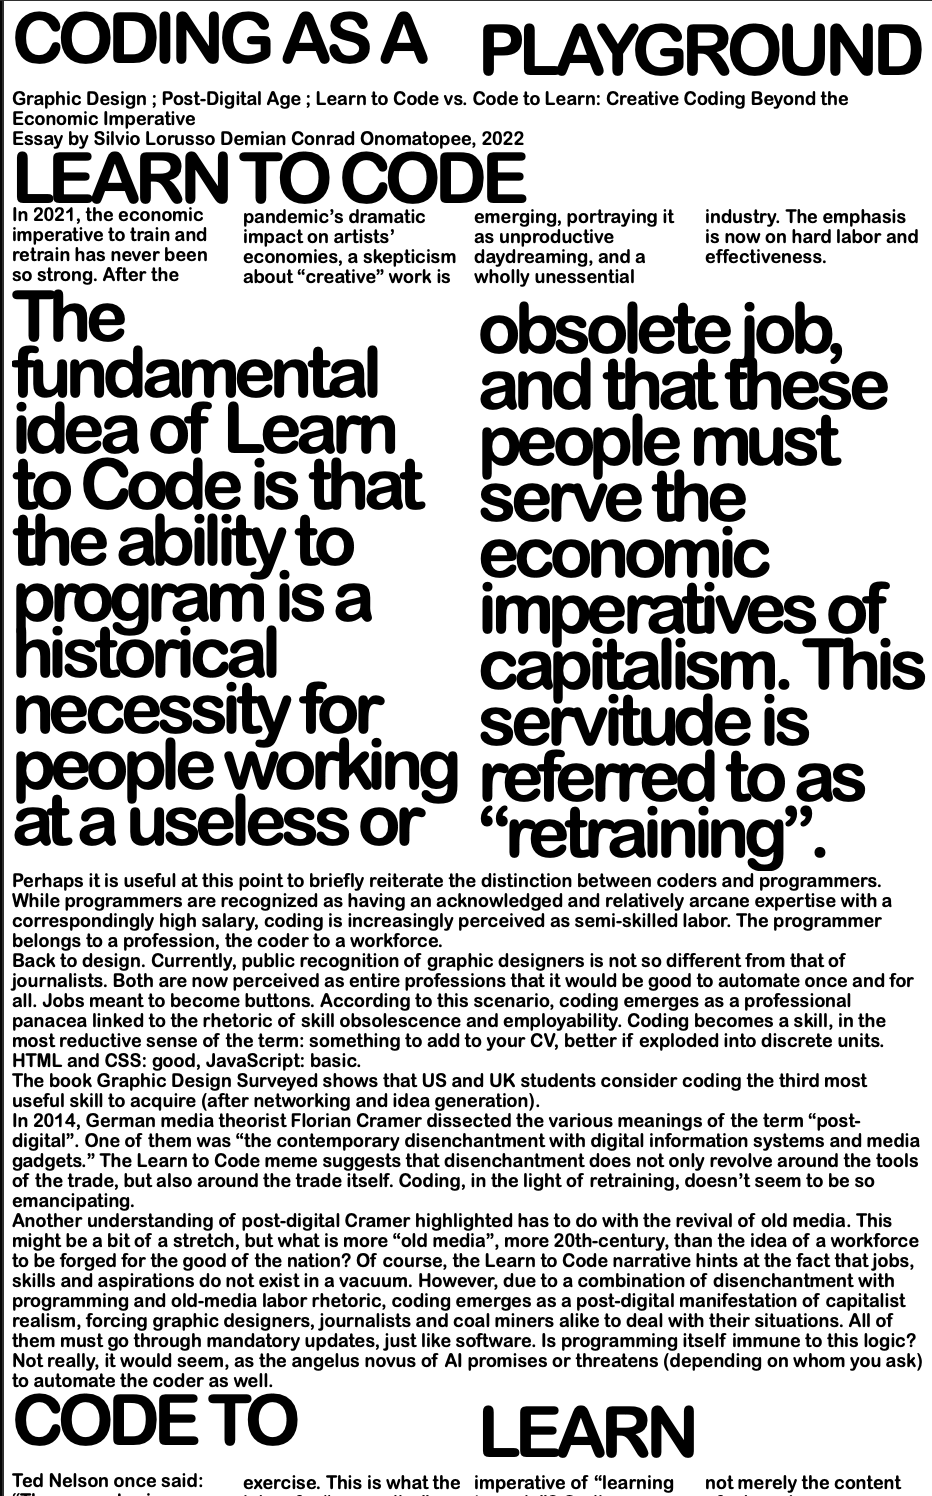 CODING AS A PLAYGROUND
Graphic Design ; Post-Digital Age ; Learn to Code vs. Code to Learn: Creative Coding Beyond the
Economic Imperative
Essay by Silvio Lorusso Demian Conrad Onomatopee, 2022
LEARN TO CODE
In 2021, the economic
imperative to train and
retrain has never been
so strong. After the
pandemic’s dramatic
impact on artists’
economies, a skepticism
about “creative” work is
emerging, portraying it
as unproductive
daydreaming, and a
wholly unessential
industry. The emphasis
is now on hard labor and
effectiveness.
The
fundamental
idea of Learn
to Code is that
the ability to
program is a
historical
necessity for
people working
at a useless or
obsolete job,
and that these
people must
serve the
economic
imperatives of
capitalism. This
servitude is
referred to as
“retraining”.
Perhaps it is useful at this point to briefly reiterate the distinction between coders and programmers.
While programmers are recognized as having an acknowledged and relatively arcane expertise with a
correspondingly high salary, coding is increasingly perceived as semi-skilled labor. The programmer
belongs to a profession, the coder to a workforce.
Back to design. Currently, public recognition of graphic designers is not so different from that of
journalists. Both are now perceived as entire professions that it would be good to automate once and for
all. Jobs meant to become buttons. According to this scenario, coding emerges as a professional
panacea linked to the rhetoric of skill obsolescence and employability. Coding becomes a skill, in the
most reductive sense of the term: something to add to your CV, better if exploded into discrete units.
HTML and CSS: good, JavaScript: basic.
The book Graphic Design Surveyed shows that US and UK students consider coding the third most
useful skill to acquire (after networking and idea generation).
In 2014, German media theorist Florian Cramer dissected the various meanings of the term “post-
digital”. One of them was “the contemporary disenchantment with digital information systems and media
gadgets.” The Learn to Code meme suggests that disenchantment does not only revolve around the tools
of the trade, but also around the trade itself. Coding, in the light of retraining, doesn’t seem to be so
emancipating.
Another understanding of post-digital Cramer highlighted has to do with the revival of old media. This
might be a bit of a stretch, but what is more “old media”, more 20th-century, than the idea of a workforce
to be forged for the good of the nation? Of course, the Learn to Code narrative hints at the fact that jobs,
skills and aspirations do not exist in a vacuum. However, due to a combination of disenchantment with
programming and old-media labor rhetoric, coding emerges as a post-digital manifestation of capitalist
realism, forcing graphic designers, journalists and coal miners alike to deal with their situations. All of
them must go through mandatory updates, just like software. Is programming itself immune to this logic?
Not really, it would seem, as the angelus novus of AI promises or threatens (depending on whom you ask)
to automate the coder as well.
CODE TO LEARN
Ted Nelson once said:
exercise. This is what the
imperative of “learning
not merely the content